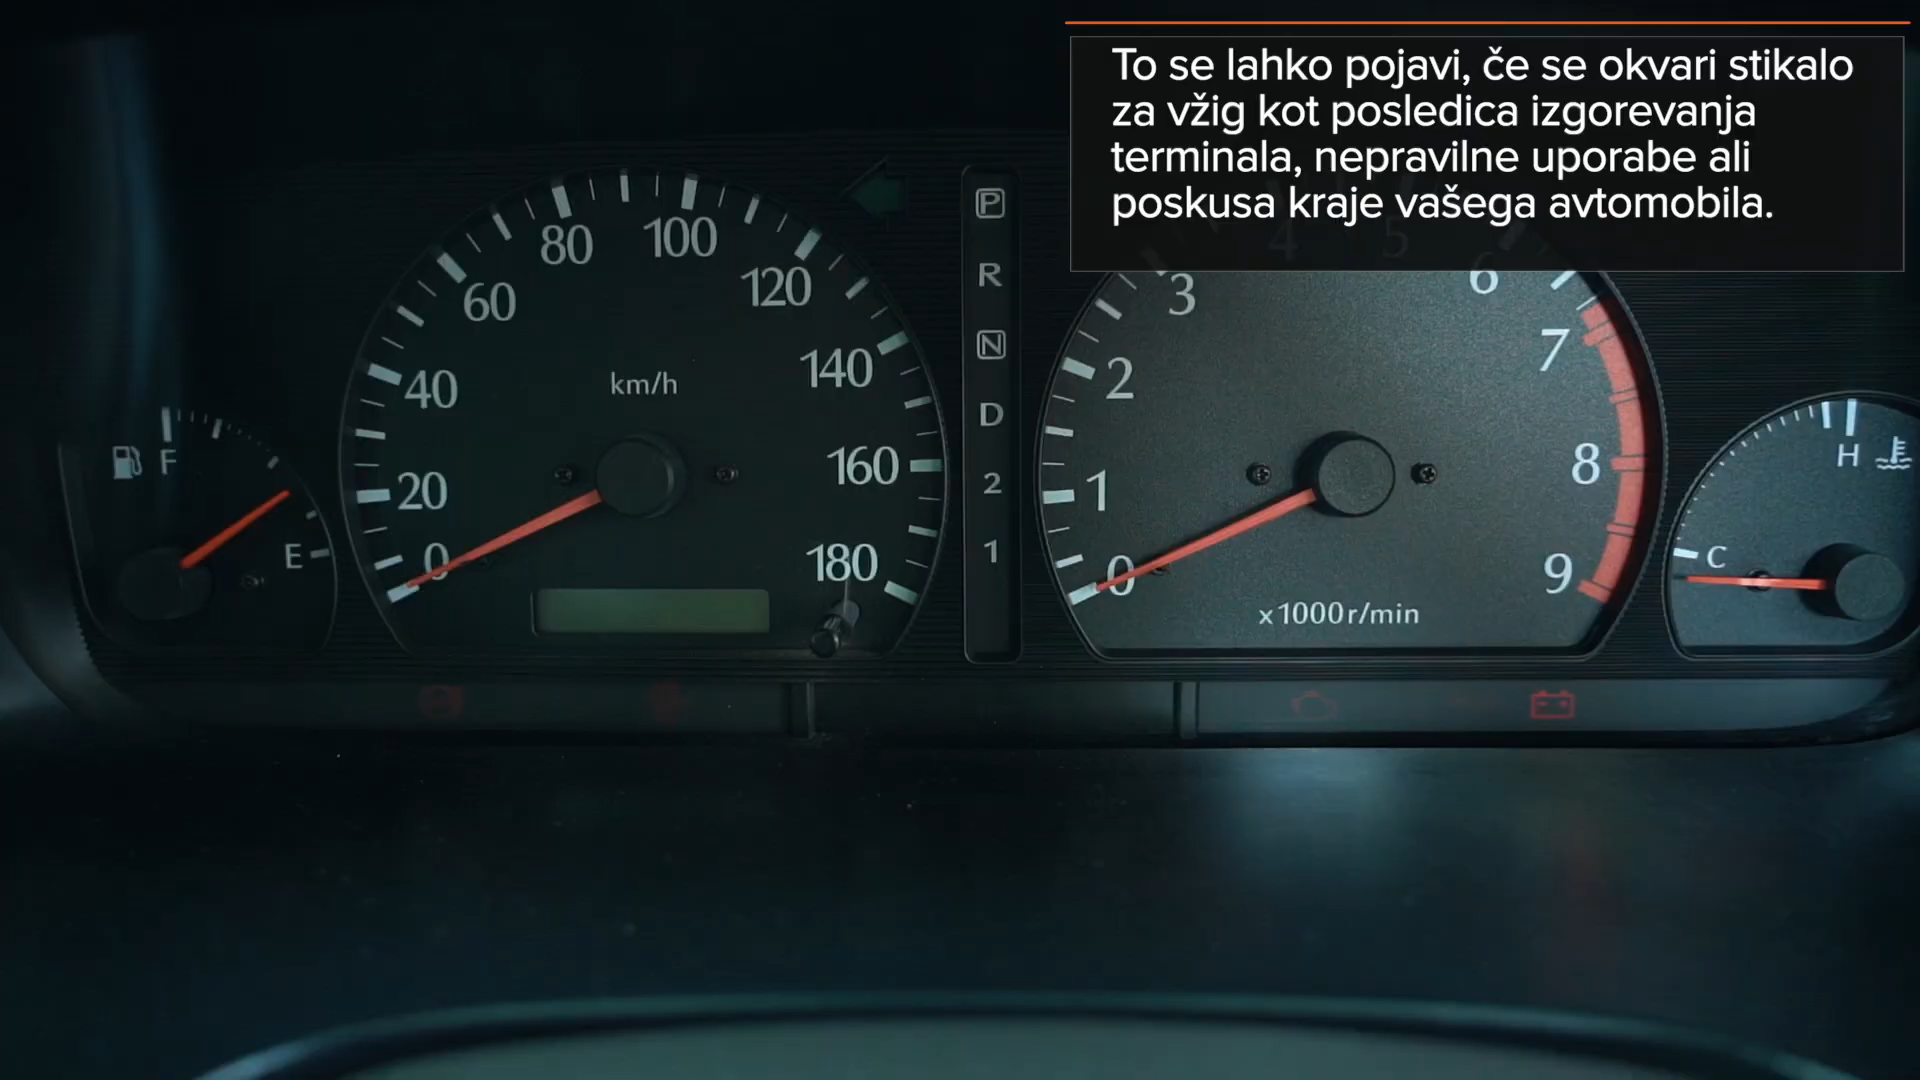 To se lahko pojavi, če se okvari stikalo
za vžig kot posledica izgorevanja
terminala, nepravilne uporabe ali
poskusa kraje vašega avtomobila.
F
E
0
20
40
60
80
100
120
140
160
180
km/h
P
R
N
D
2
1
0
1
2
3
4
5
6
7
8
9
x1000r/min
H
C